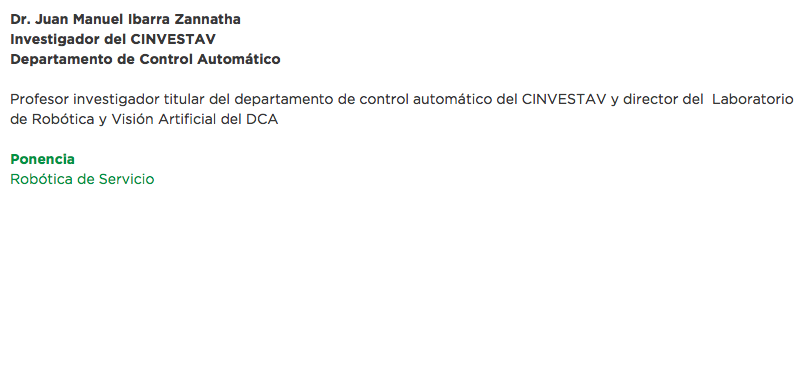 Dr. Juan Manuel Ibarra Zannatha
Investigador del CINVESTAV
Departamento de Control Automático
Profesor investigador titular del departamento de control automático del CINVESTAV y director del  Laboratorio
de Robótica y Visión Artificial del DCA
Ponencia
Robótica de Servicio